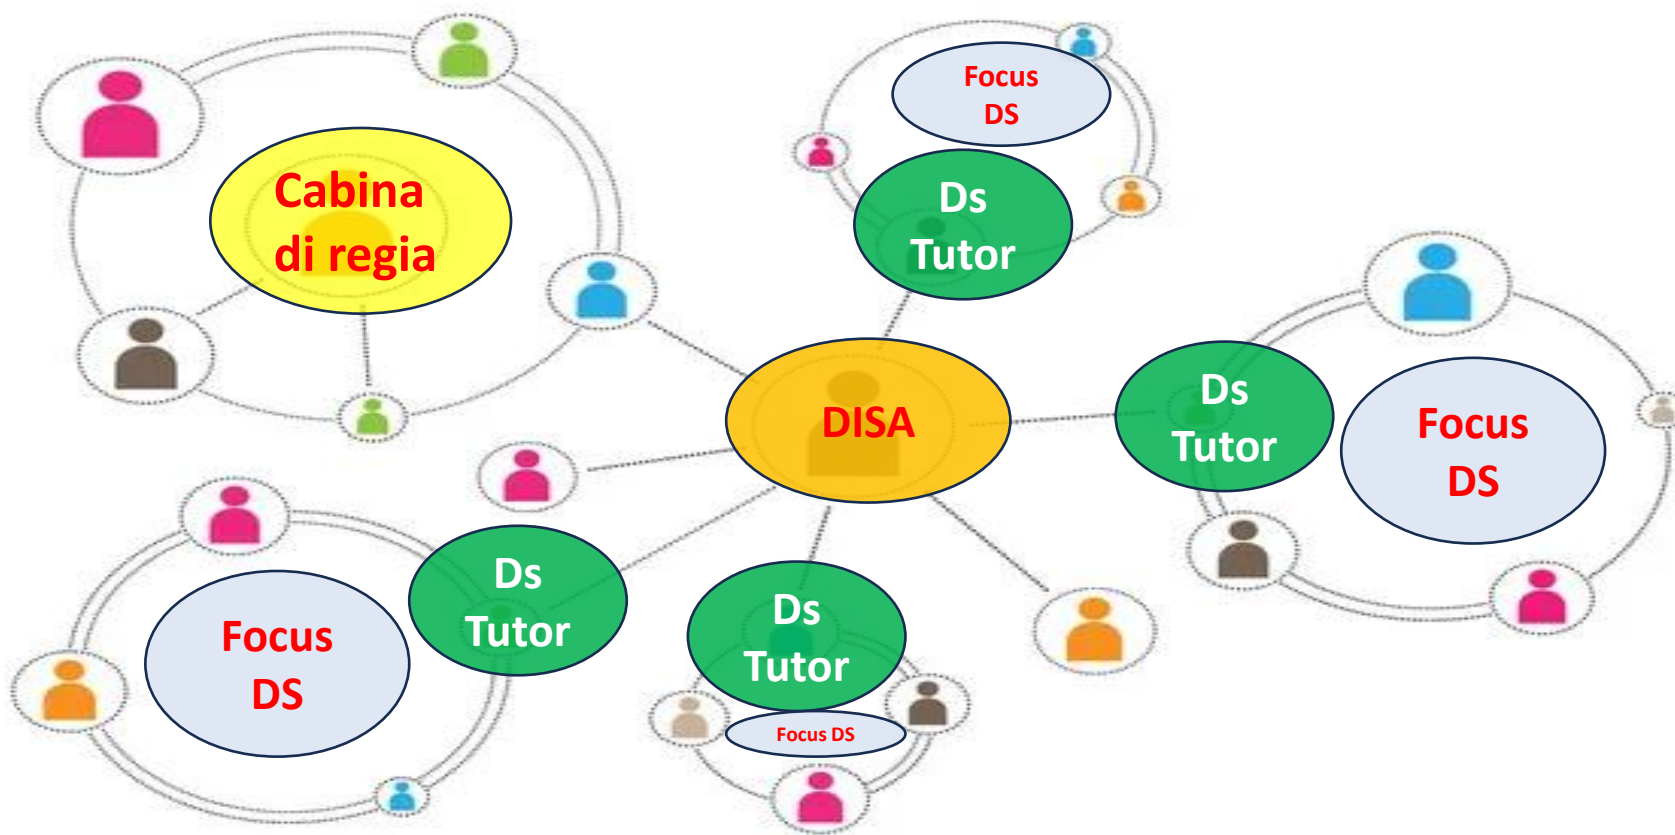 Cabina
di regia
Focus
DS
Ds
Tutor
DISA
Ds
Tutor
Focus
DS
Focus
DS
Ds
Tutor
Ds
Tutor
Focus DS